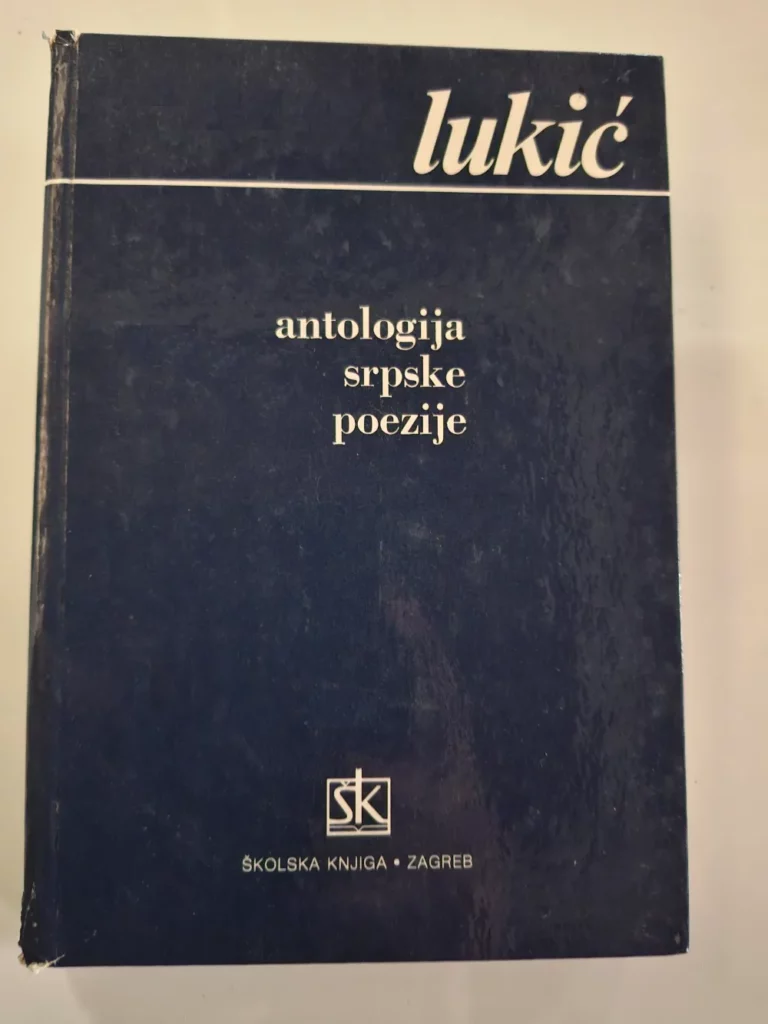 lukić
antologija
srpske
poezije
ŠK
ŠKOLSKA KNJIGA • ZAGREB